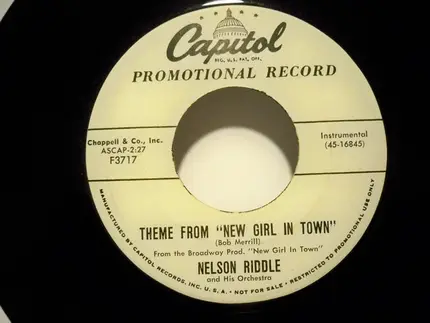 Capitol
REG. U.S. PAT. OFF.
PROMOTIONAL RECORD
Chappell & Co., Inc.
ASCAP-2:27
F3717
Instrumental
(45-16845)
THEME FROM "NEW GIRL IN TOWN"
(Bob Merrill)
From the Broadway Prod. "New Girl In Town"
NELSON RIDDLE
and His Orchestra
MANUFACTURED BY CAPITOL RECORDS, INC. U.S.A. • NOT FOR SALE • RESTRICTED TO PROMOTIONAL USE ONLY